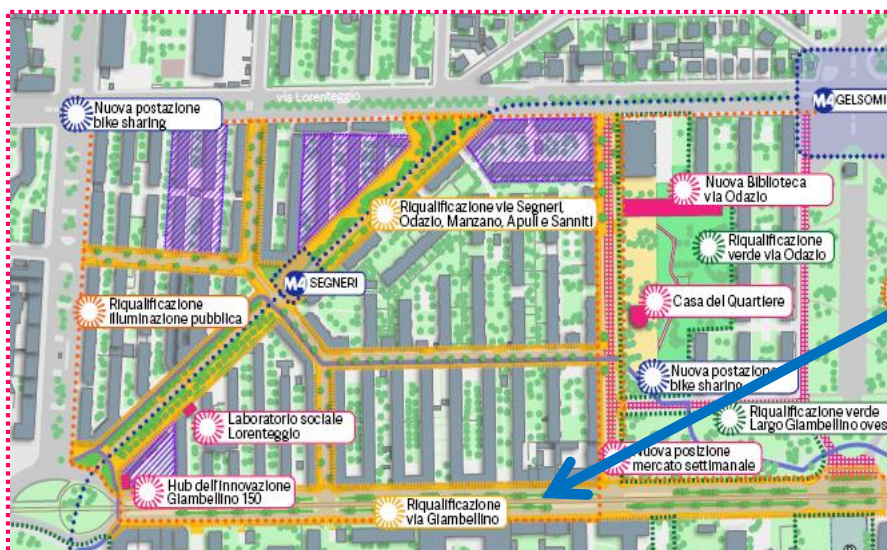 via Lorenteggio
Nuova postazione
bike sharing
M4 GELSOMI
Nuova Biblioteca
via Odazio
Riqualificazione vie Segneri,
Odazio, Manzano, Apuli e Sanniti
Riqualificazione
verde via Odazio
M4 SEGNERI
Riqualificazione
illuminazione pubblica
Casa del Quartiere
Nuova postazione
bike sharing
Laboratorio sociale
Lorenteggio
Riqualificazione verde
Largo Giambellino oves
Nuova posizione
mercato settimanale
Hub dell'Innovazione
Giambellino 150
Riqualificazione
via Giambellino